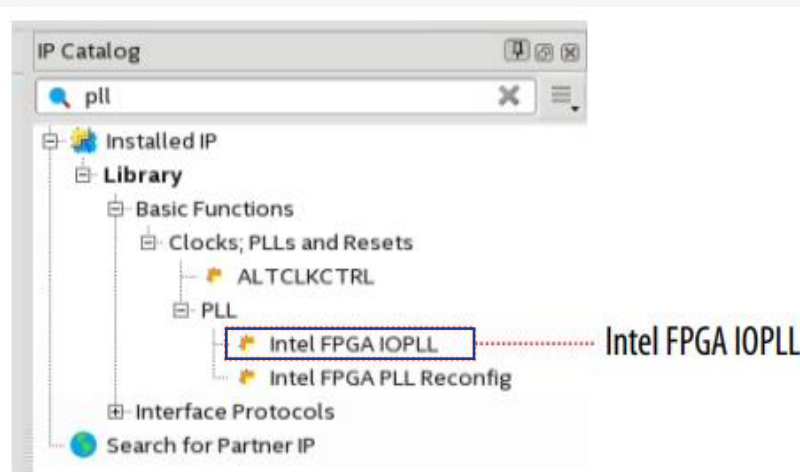 IP Catalog
pll
Installed IP
Library
Basic Functions
Clocks; PLLs and Resets
ALTCLKCTRL
PLL
Intel FPGA IOPLL
Intel FPGA IOPLL
Intel FPGA PLL Reconfig
Interface Protocols
Search for Partner IP